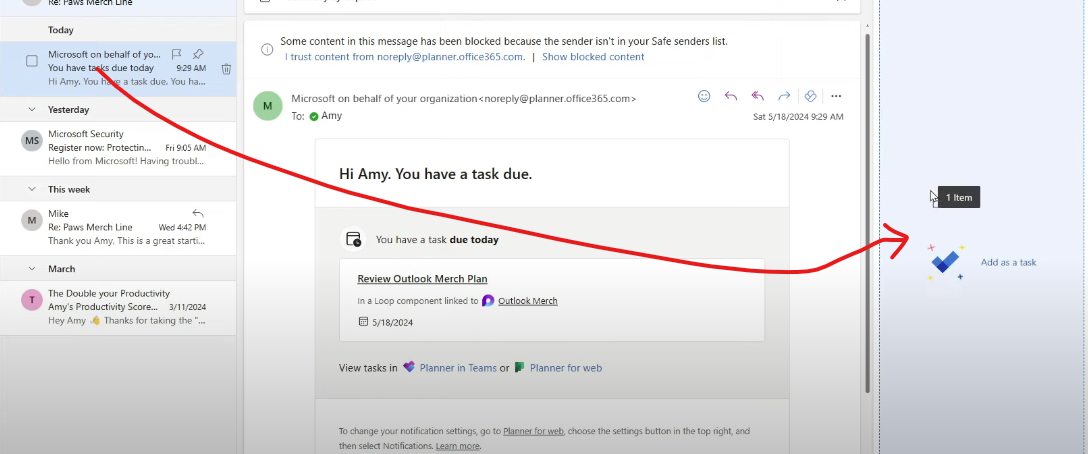 Re: Paws Merch Line
Today
Microsoft on behalf of yo...
You have tasks due today 9:29 AM
Hi Amy. You have a task due. You ha...
Yesterday
MS
Microsoft Security
Register now: Protectin... Fri 9:05 AM
Hello from Microsoft! Having troubl...
This week
M
Mike
Re: Paws Merch Line Wed 4:42 PM
Thank you Amy, This is a great starti...
March
T
The Double your Productivity
Amy's Productivity Score... 3/11/2024
Hey Amy 👋 Thanks for taking the "...
Some content in this message has been blocked because the sender isn't in your Safe senders list.
I trust content from noreply@planner.office365.com. | Show blocked content
M
Microsoft on behalf of your organization<noreply@planner.office365.com>
To: Amy
Sat 5/18/2024 9:29 AM
Hi Amy. You have a task due.
You have a task due today
Review Outlook Merch Plan
In a Loop component linked to Outlook Merch
5/18/2024
View tasks in Planner in Teams or Planner for web
To change your notification settings, go to Planner for web, choose the settings button in the top right, and
then select Notifications. Learn more.
1 Item
Add as a task